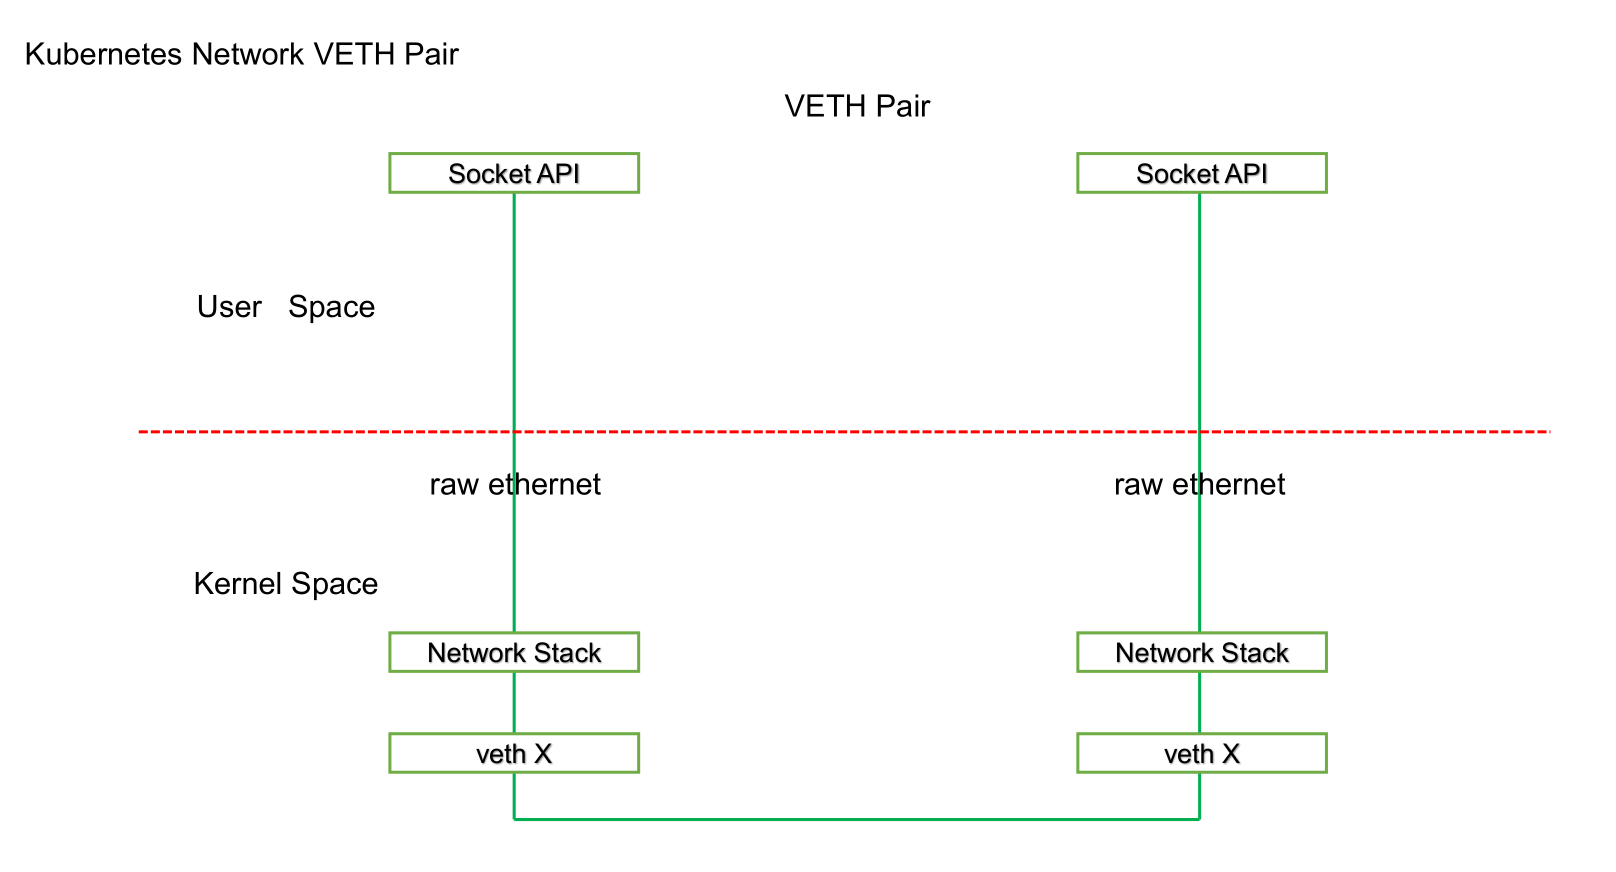 Kubernetes Network VETH Pair
VETH Pair
Socket API
Socket API
User Space
raw ethernet
raw ethernet
Kernel Space
Network Stack
Network Stack
veth X
veth X